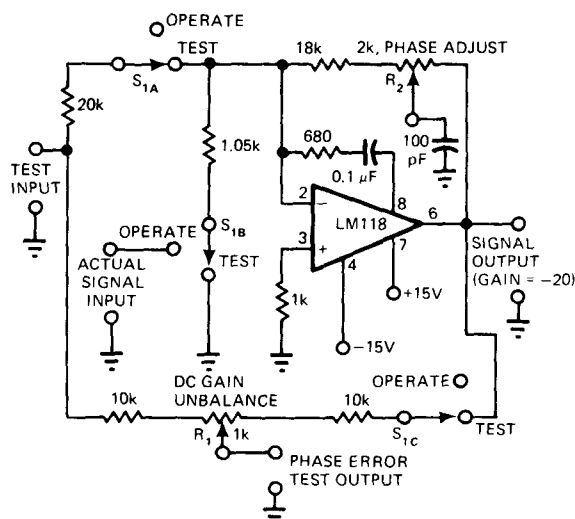 OPERATE
TEST
S1A
18k
2k, PHASE ADJUST
R2
20k
1.05k
680
0.1 μF
100
pF
TEST
INPUT
2
8
LM118
6
3
7
4
S1B
OPERATE
TEST
ACTUAL
SIGNAL
INPUT
1k
+15V
−15V
SIGNAL
OUTPUT
(GAIN = −20)
DC GAIN
UNBALANCE
OPERATE
10k
R1
1k
10k
S1C
TEST
PHASE ERROR
TEST OUTPUT